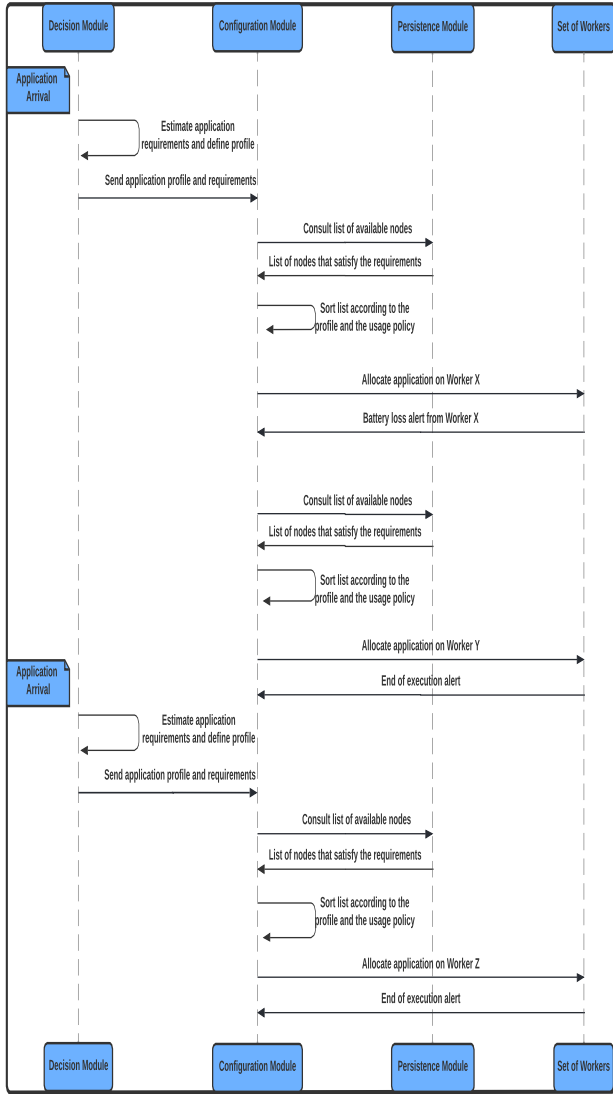 Decision Module
Configuration Module
Persistence Module
Set of Workers
Application
Arrival
Estimate application
requirements and define profile
Send application profile and requirements
Consult list of available nodes
List of nodes that satisfy the requirements
Sort list according to the
profile and the usage policy
Allocate application on Worker X
Battery loss alert from Worker X
Consult list of available nodes
List of nodes that satisfy the requirements
Sort list according to the
profile and the usage policy
Allocate application on Worker Y
Application
Arrival
End of execution alert
Estimate application
requirements and define profile
Send application profile and requirements
Consult list of available nodes
List of nodes that satisfy the requirements
Sort list according to the
profile and the usage policy
Allocate application on Worker Z
End of execution alert
Decision Module
Configuration Module
Persistence Module
Set of Workers